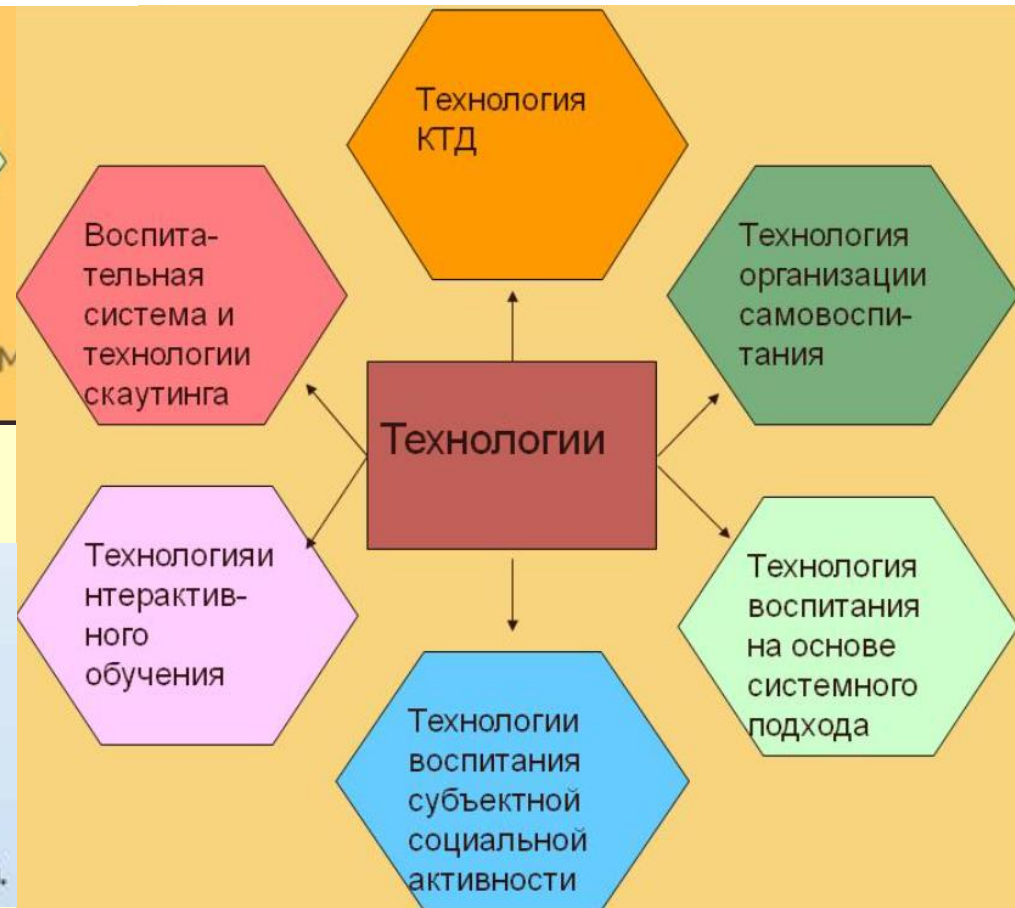 Технология
КТД
Воспита-
тельная
система и
технологии
скаутинга
Технология
организации
самовоспи-
тания
Технологии
Технологияи
нтерактив-
ного
обучения
Технология
воспитания
на основе
системного
подхода
Технологии
воспитания
субъектной
социальной
активности